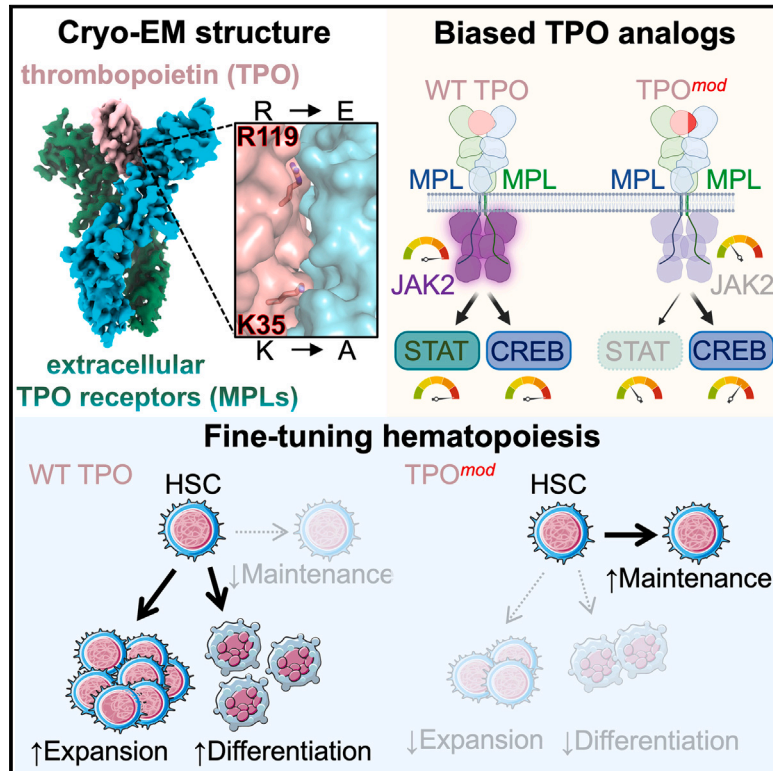 Cryo-EM structure
thrombopoietin (TPO)
R → E
R119
K35
K → A
extracellular
TPO receptors (MPLs)
Biased TPO analogs
WT TPO
TPOmod
MPL
MPL
MPL
MPL
JAK2
JAK2
STAT
CREB
STAT
CREB
Fine-tuning hematopoiesis
WT TPO
HSC
↓Maintenance
↑Expansion
↑Differentiation
TPOmod
HSC
↑Maintenance
↓Expansion
↓Differentiation